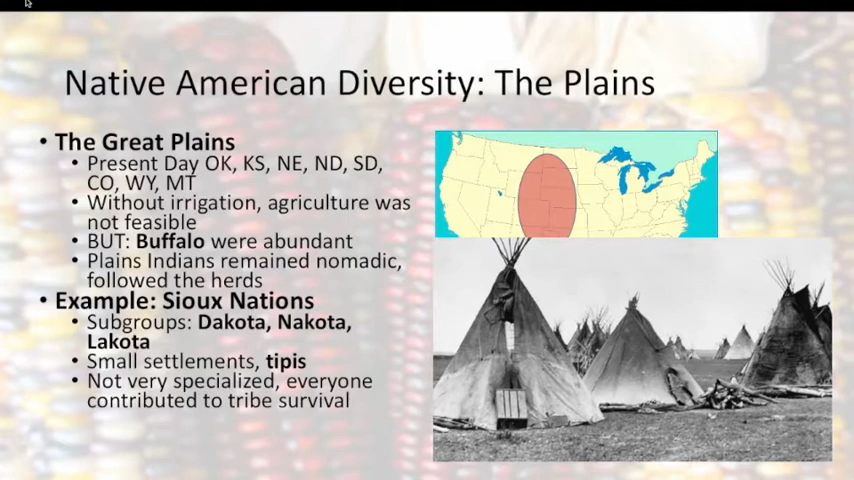 Native American Diversity: The Plains
• The Great Plains
• Present Day OK, KS, NE, ND, SD,
CO, WY, MT
• Without irrigation, agriculture was
not feasible
• BUT: Buffalo were abundant
• Plains Indians remained nomadic,
followed the herds
• Example: Sioux Nations
• Subgroups: Dakota, Nakota,
Lakota
• Small settlements, tipis
• Not very specialized, everyone
contributed to tribe survival